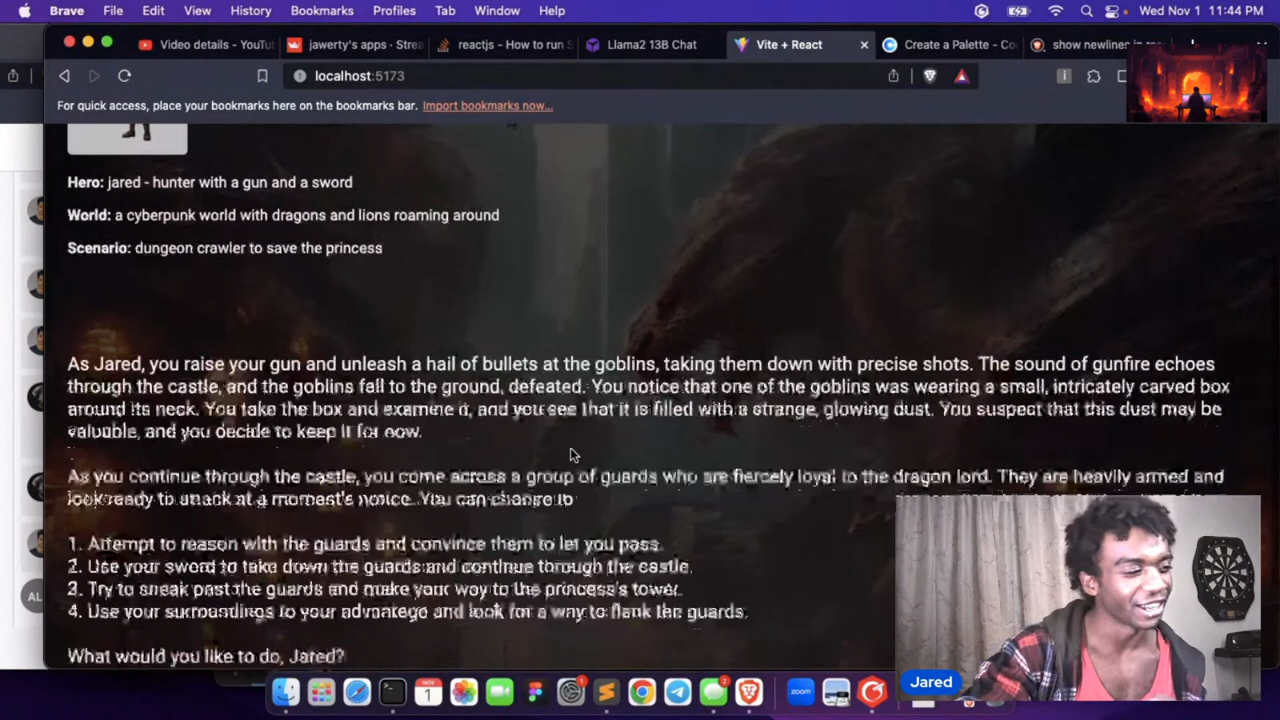 Brave File Edit View History Bookmarks Profiles Tab Window Help Wed Nov 1 11:44 PM
Video details - YouTu jawerty's apps · Strea reactjs - How to run S Llama2 13B Chat Vite + React Create a Palette - Co show newlines in
localhost:5173
For quick access, place your bookmarks here on the bookmarks bar. Import bookmarks now...
Hero: jared - hunter with a gun and a sword
World: a cyberpunk world with dragons and lions roaming around
Scenario: dungeon crawler to save the princess
As Jared, you raise your gun and unleash a hail of bullets at the goblins, taking them down with precise shots. The sound of gunfire echoes
through the castle, and the goblins fall to the ground, defeated. You notice that one of the goblins was wearing a small, intricately carved box
around its neck. You take the box and examine it, and you see that it is filled with a strange, glowing dust. You suspect that this dust may be
valuable, and you decide to keep it for now.
As you continue through the castle, you come across a group of guards who are fiercely loyal to the dragon lord. They are heavily armed and
look ready to attack at a moment's notice. You can
1. Attempt to reason with the guards and convince them to let you pass.
2. Use your sword to take down the guards and continue through the castle.
3. Try to sneak past the guards and make your way to the princess's tower.
4. Use your surroundings to your advantage and look for a way to flank the guards.
What would you like to do, Jared?
AL
Jared
NOV
1
zoom
1
2